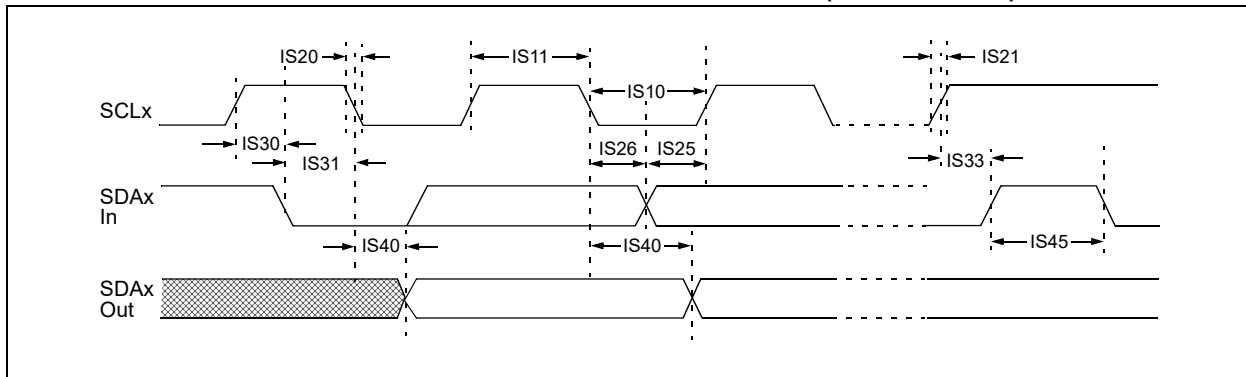 IS20
IS11
IS21
IS10
SCLx
IS30
IS31
IS26
IS25
IS33
SDAx
In
IS40
IS40
IS45
SDAx
Out